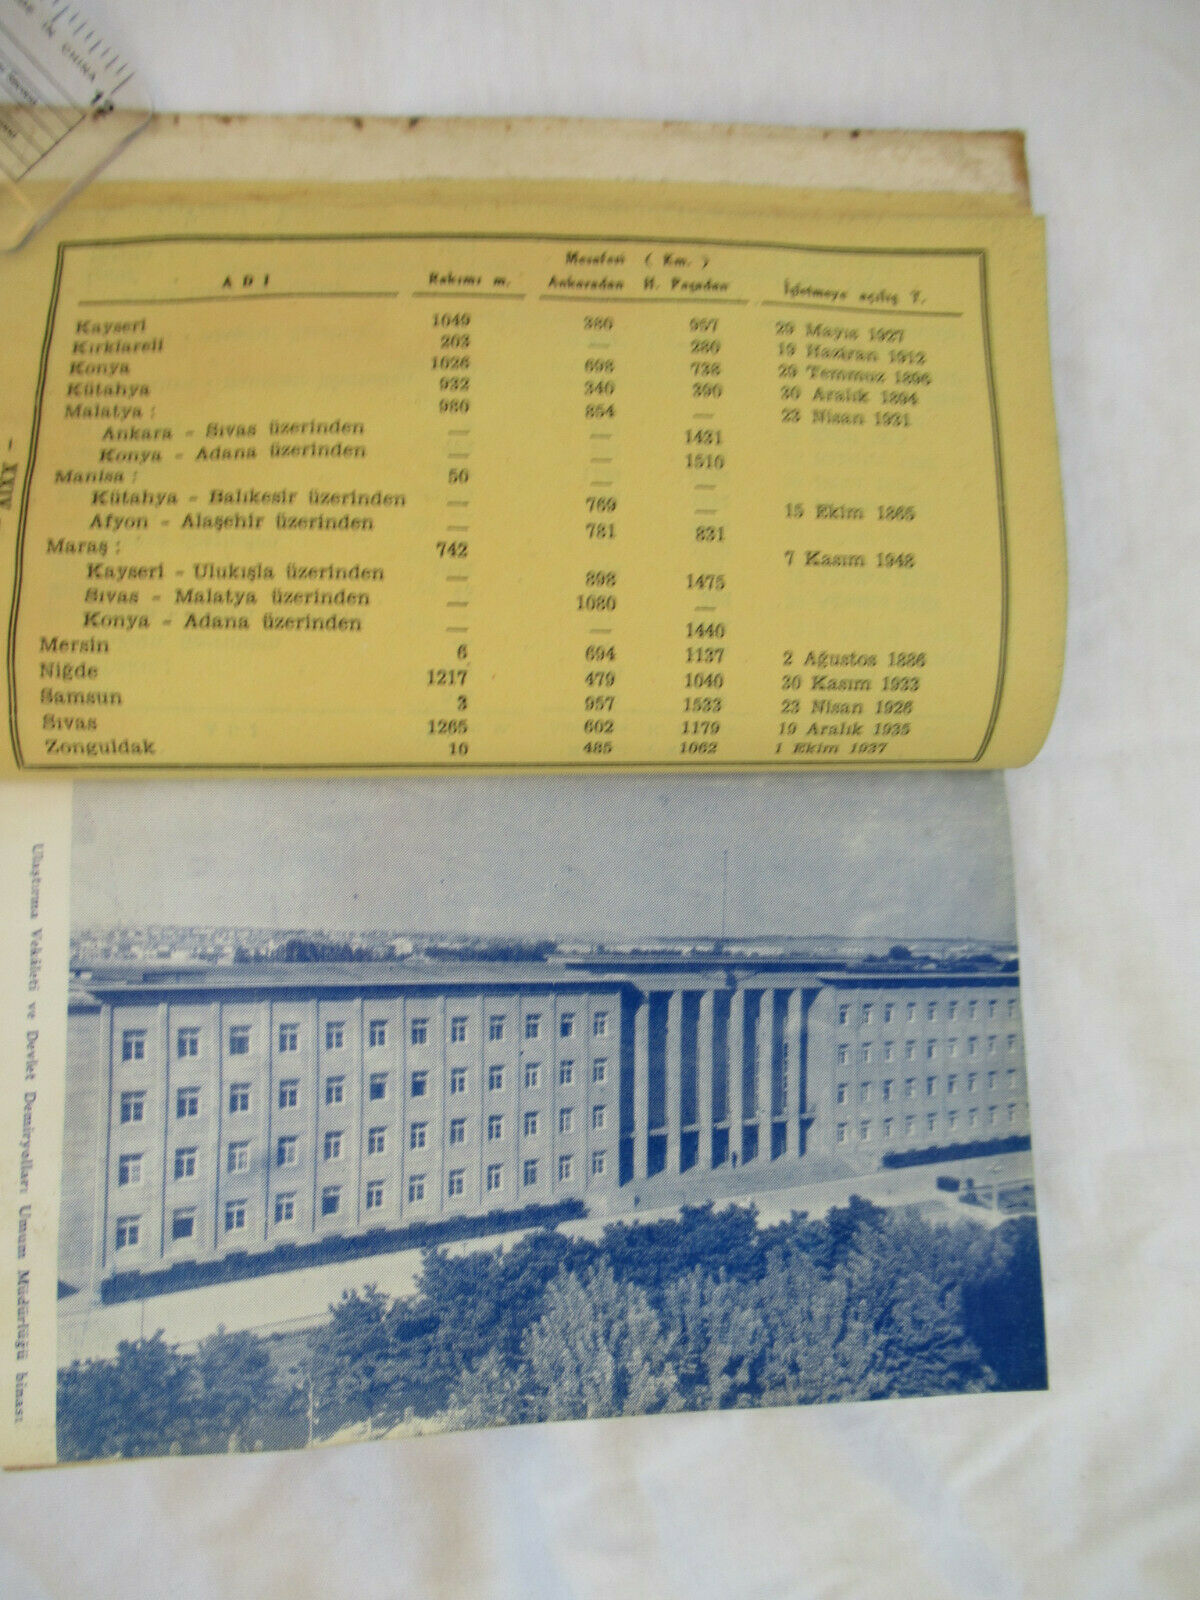 IN CHINA
12
Mesafesi ( Km. )
A D I Rakımı m. Ankaradan H. Paşadan İşletmeye açılış T.
Kayseri 1049 380 957 29 Mayıs 1927
Kırklareli 203 — 280 19 Haziran 1912
Konya 1026 698 738 29 Temmuz 1896
Kütahya 932 340 390 30 Aralık 1894
Malatya : 980 854 — 23 Nisan 1931
Ankara - Sıvas üzerinden — — 1431
Konya - Adana üzerinden — — 1510
Manisa : 50 — —
Kütahya - Balıkesir üzerinden — 769 — 15 Ekim 1865
Afyon - Alaşehir üzerinden — 781 831
Maraş : 742 7 Kasım 1948
Kayseri - Ulukışla üzerinden — 898 1475
Sıvas - Malatya üzerinden — 1080 —
Konya - Adana üzerinden — — 1440
Mersin 6 694 1137 2 Ağustos 1886
Niğde 1217 479 1040 30 Kasım 1933
Samsun 3 957 1533 23 Nisan 1926
Sıvas 1265 602 1179 19 Aralık 1935
Zonguldak 10 485 1062 1 Ekim 1937
- XXIV -
Ulaştırma Vekâleti ve Devlet Demiryolları Umum Müdürlüğü binası.